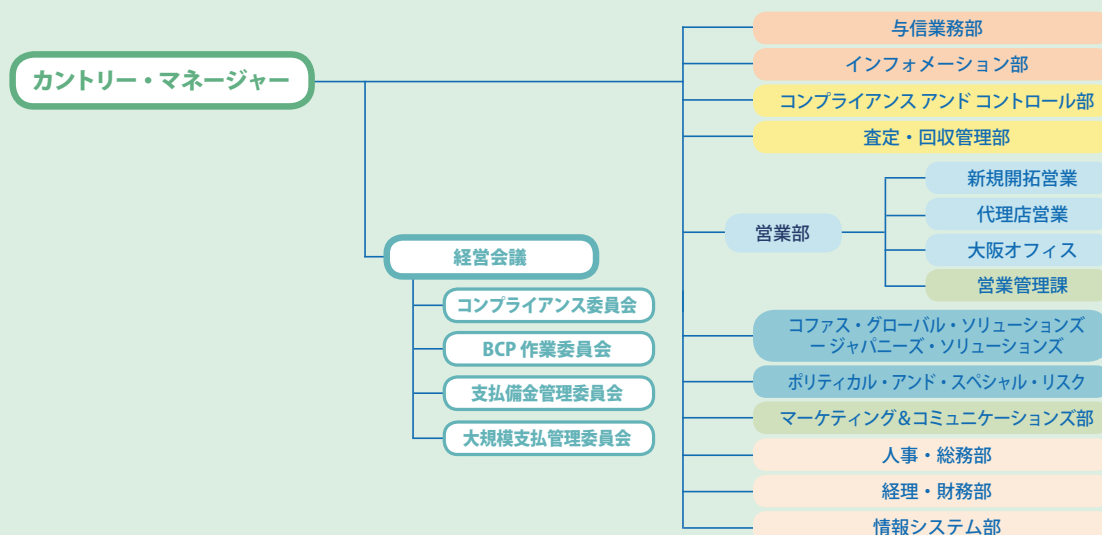 カントリー・マネージャー
経営会議
コンプライアンス委員会
BCP 作業委員会
支払備金管理委員会
大規模支払管理委員会
与信業務部
インフォメーション部
コンプライアンス アンド コントロール部
査定・回収管理部
営業部
新規開拓営業
代理店営業
大阪オフィス
営業管理課
コファス・グローバル・ソリューションズ
ー ジャパニーズ・ソリューションズ
ポリティカル・アンド・スペシャル・リスク
マーケティング＆コミュニケーションズ部
人事・総務部
経理・財務部
情報システム部